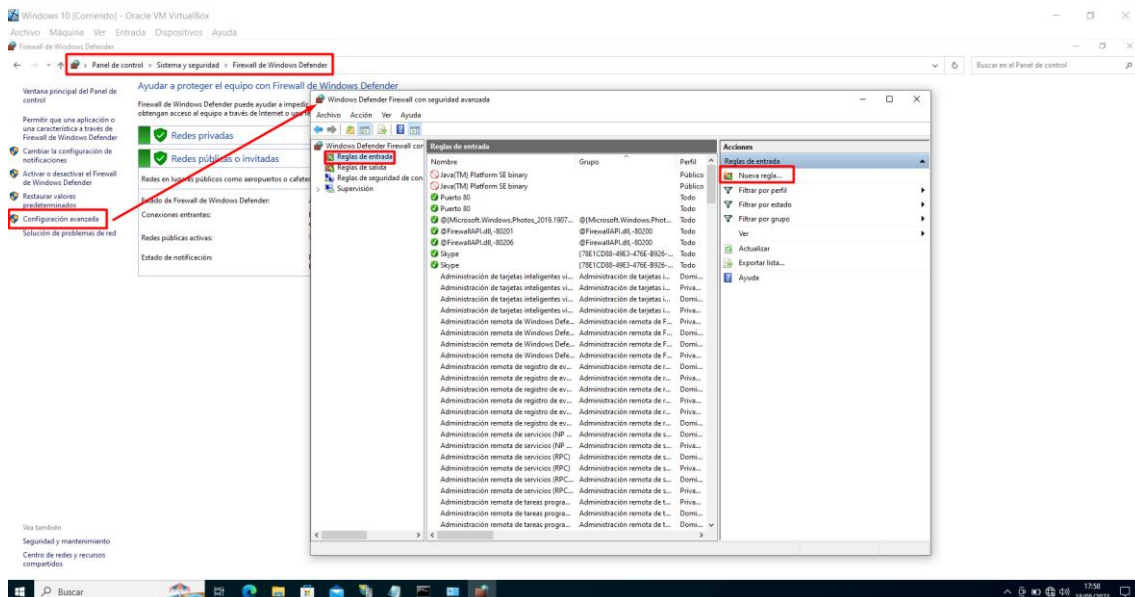 Windows 10 [Corriendo] - Oracle VM VirtualBox
Archivo Máquina Ver Entrada Dispositivos Ayuda
Firewall de Windows Defender
Panel de control > Sistema y seguridad > Firewall de Windows Defender
Buscar en el Panel de control
Ventana principal del Panel de
control
Permitir que una aplicación o
una característica a través de
Firewall de Windows Defender
Cambiar la configuración de
notificaciones
Activar o desactivar el Firewall
de Windows Defender
Restaurar valores
predeterminados
Configuración avanzada
Solución de problemas de red
Ayudar a proteger el equipo con Firewall de Windows Defender
Firewall de Windows Defender puede ayudar a impedir
obtengan acceso al equipo a través de Internet o una
Redes privadas
Redes públicas o invitadas
Redes en lugares públicos como aeropuertos o cafeter
Estado de Firewall de Windows Defender:
Conexiones entrantes:
Redes públicas activas:
Estado de notificación:
Windows Defender Firewall con seguridad avanzada
Archivo Acción Ver Ayuda
Windows Defender Firewall con
Reglas de entrada
Reglas de salida
Reglas de seguridad de con
Supervisión
Reglas de entrada
Nombre Grupo Perfil
Java(TM) Platform SE binary Público
Java(TM) Platform SE binary Público
Puerto 80 Todo
Puerto 80 Todo
@{Microsoft.Windows.Photos_2019.1907... @{Microsoft.Windows.Phot... Todo
@FirewallAPI.dll,-80201 @FirewallAPI.dll,-80200 Todo
@FirewallAPI.dll,-80206 @FirewallAPI.dll,-80200 Todo
Skype {78E1CD88-49E3-476E-B926-... Todo
Skype {78E1CD88-49E3-476E-B926-... Todo
Administración de tarjetas inteligentes vi... Administración de tarjetas i... Domi...
Administración de tarjetas inteligentes vi... Administración de tarjetas i... Priva...
Administración de tarjetas inteligentes vi... Administración de tarjetas i... Domi...
Administración de tarjetas inteligentes vi... Administración de tarjetas i... Priva...
Administración remota de Windows Defe... Administración remota de F... Priva...
Administración remota de Windows Defe... Administración remota de F... Domi...
Administración remota de Windows Defe... Administración remota de F... Domi...
Administración remota de Windows Defe... Administración remota de F... Priva...
Administración remota de registro de ev... Administración remota de r... Domi...
Administración remota de registro de ev... Administración remota de r... Priva...
Administración remota de registro de ev... Administración remota de r... Domi...
Administración remota de registro de ev... Administración remota de r... Priva...
Administración remota de registro de ev... Administración remota de r... Priva...
Administración remota de registro de ev... Administración remota de r... Domi...
Administración remota de servicios (NP ... Administración remota de s... Domi...
Administración remota de servicios (NP ... Administración remota de s... Priva...
Administración remota de servicios (RPC) Administración remota de s... Domi...
Administración remota de servicios (RPC) Administración remota de s... Priva...
Administración remota de servicios (RPC... Administración remota de s... Domi...
Administración remota de servicios (RPC... Administración remota de s... Priva...
Administración remota de tareas progra... Administración remota de t... Priva...
Administración remota de tareas progra... Administración remota de t... Domi...
Administración remota de tareas progra... Administración remota de t... Domi...
Acciones
Reglas de entrada
Nueva regla...
Filtrar por perfil
Filtrar por estado
Filtrar por grupo
Ver
Actualizar
Exportar lista...
Ayuda
Vea también
Seguridad y mantenimiento
Centro de redes y recursos
compartidos
Buscar
17:58